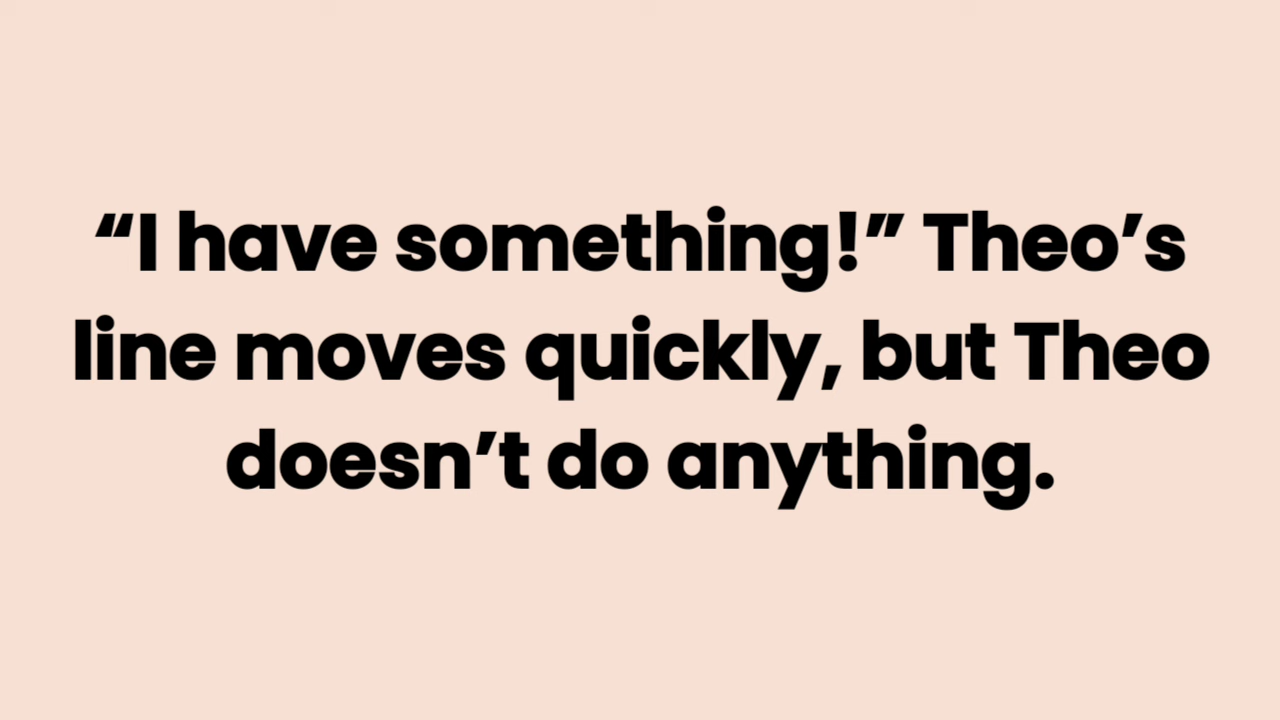 “I have something!” Theo’s
line moves quickly, but Theo
doesn’t do anything.